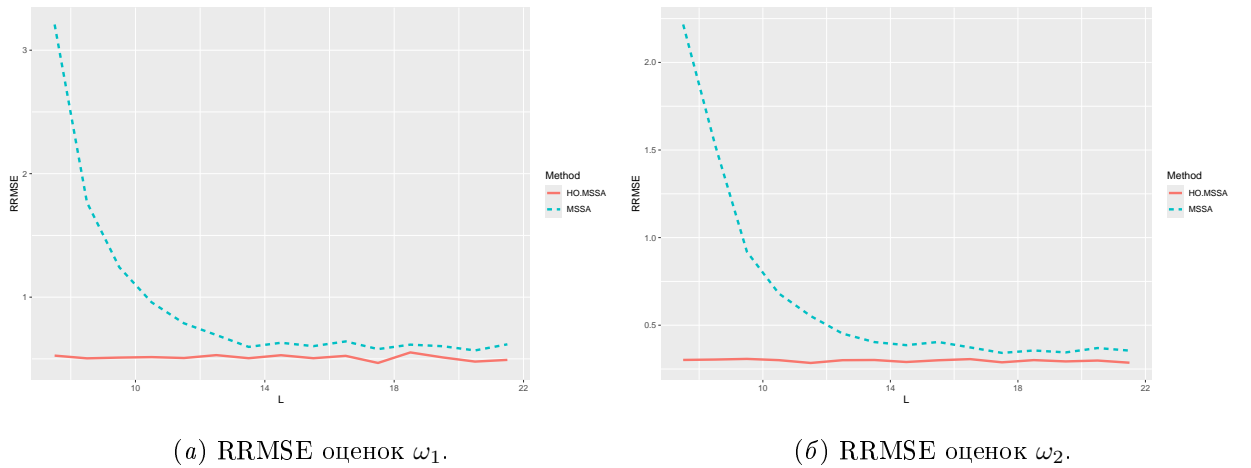 3
2
1
RRMSE
10
14
18
22
L
Method
HO.MSSA
MSSA
(а) RRMSE оценок ω₁.
2.0
1.5
1.0
0.5
RRMSE
10
14
18
22
L
Method
HO.MSSA
MSSA
(б) RRMSE оценок ω₂.